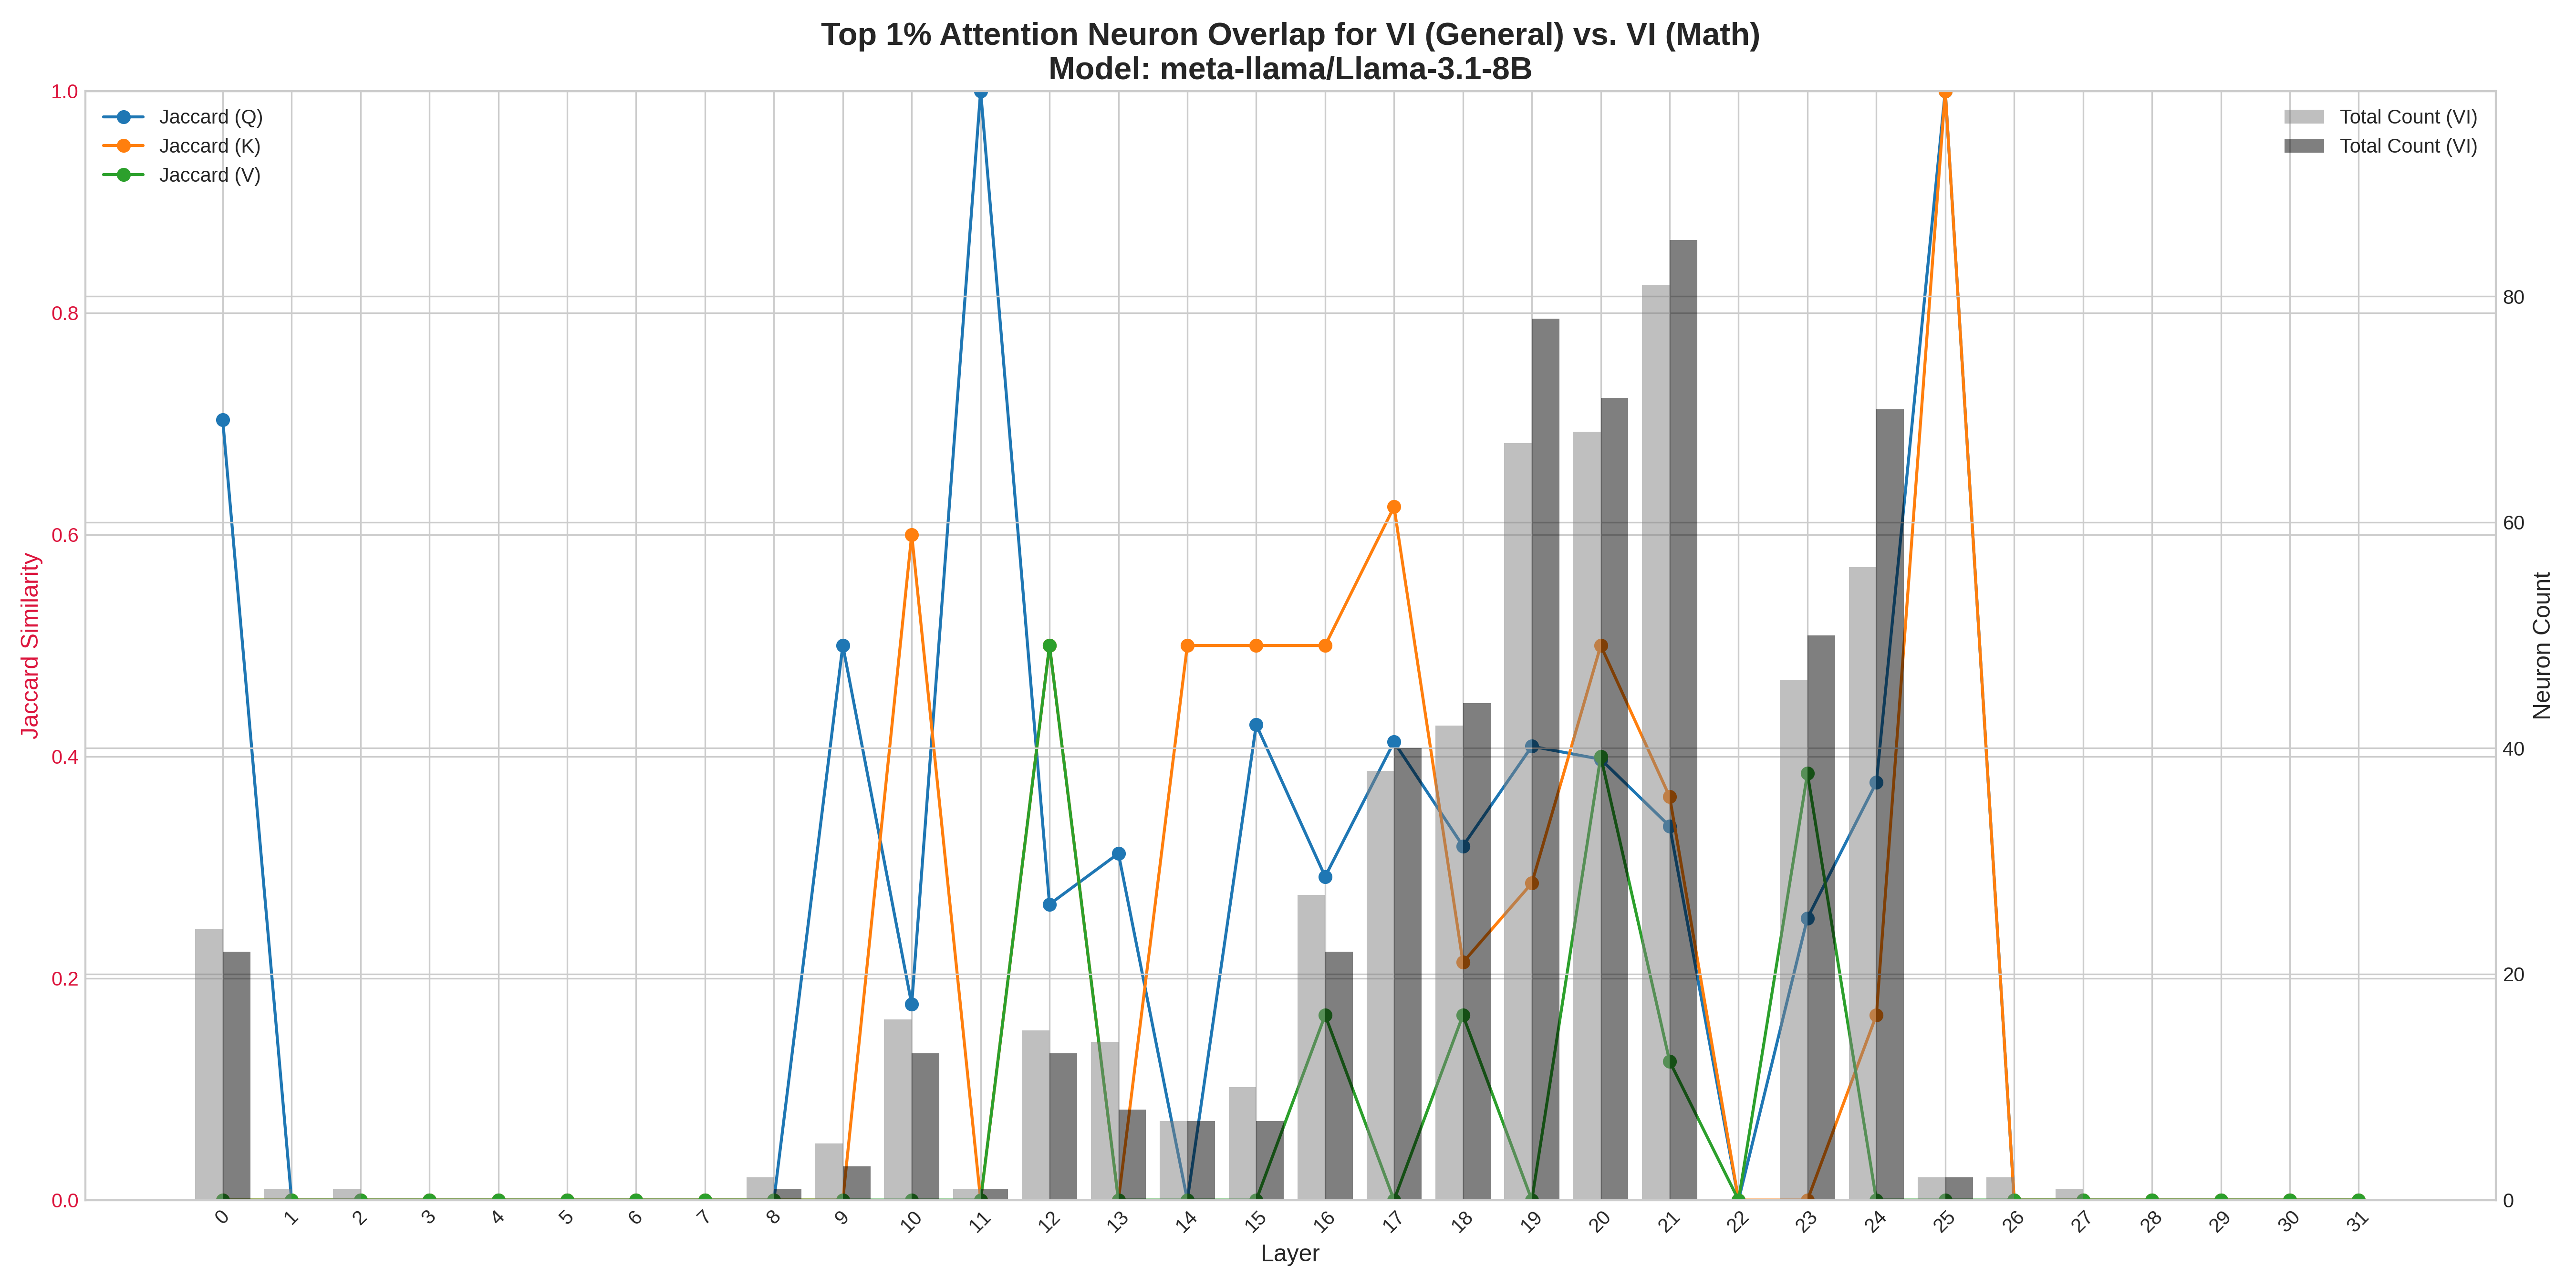 Top 1% Attention Neuron Overlap for VI (General) vs. VI (Math)
Model: meta-llama/Llama-3.1-8B
Jaccard (Q)
Jaccard (K)
Jaccard (V)
Total Count (VI)
Total Count (VI)
Jaccard Similarity
1.0
0.8
0.6
0.4
0.2
0.0
Neuron Count
80
60
40
20
0
0 1 2 3 4 5 6 7 8 9 10 11 12 13 14 15 16 17 18 19 20 21 22 23 24 25 26 27 28 29 30 31
Layer